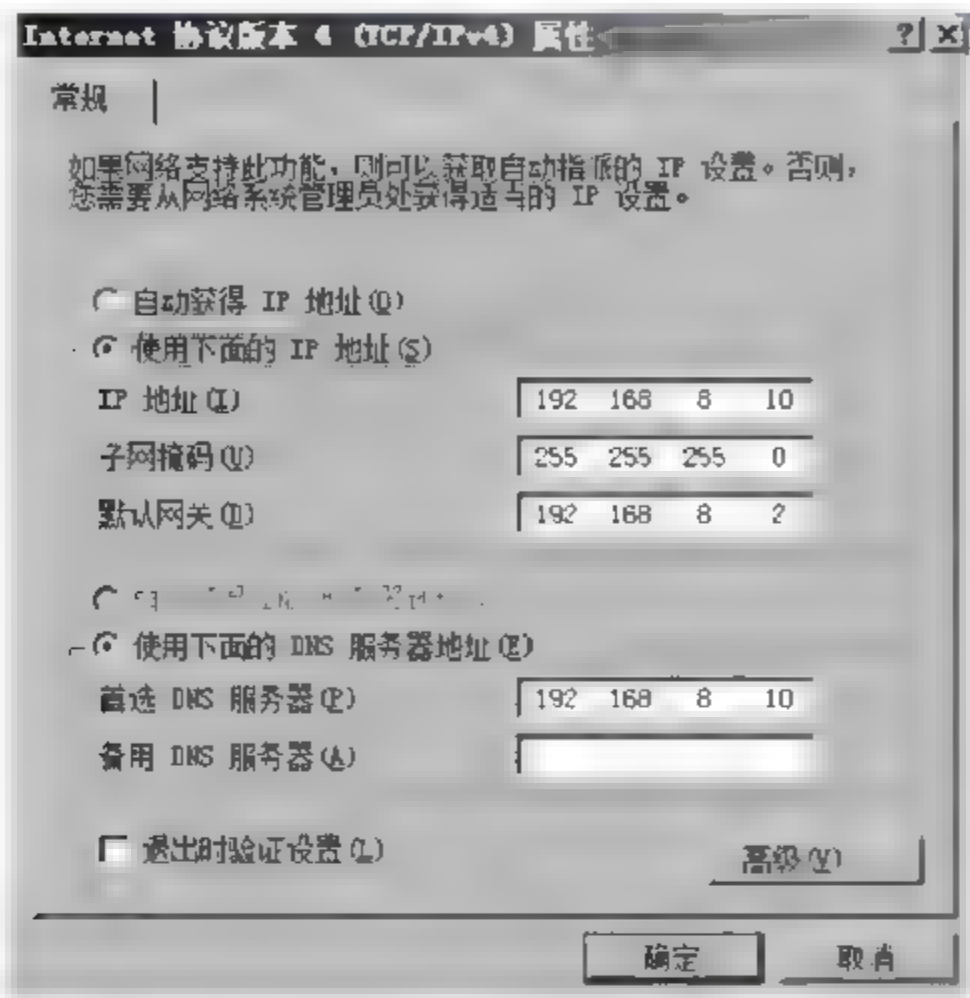 Internet 协议版本 4 (TCP/IPv4) 属性
? ×
常规
如果网络支持此功能，则可以获取自动指派的 IP 设置。否则，
您需要从网络系统管理员处获得适当的 IP 设置。
自动获得 IP 地址(O)
使用下面的 IP 地址(S)
IP 地址(I) 192 168 8 10
子网掩码(U) 255 255 255 0
默认网关(D) 192 168 8 2
使用下面的 DNS 服务器地址(E)
首选 DNS 服务器(P) 192 168 8 10
备用 DNS 服务器(A)
退出时验证设置(L)
高级(V)
确定 取消